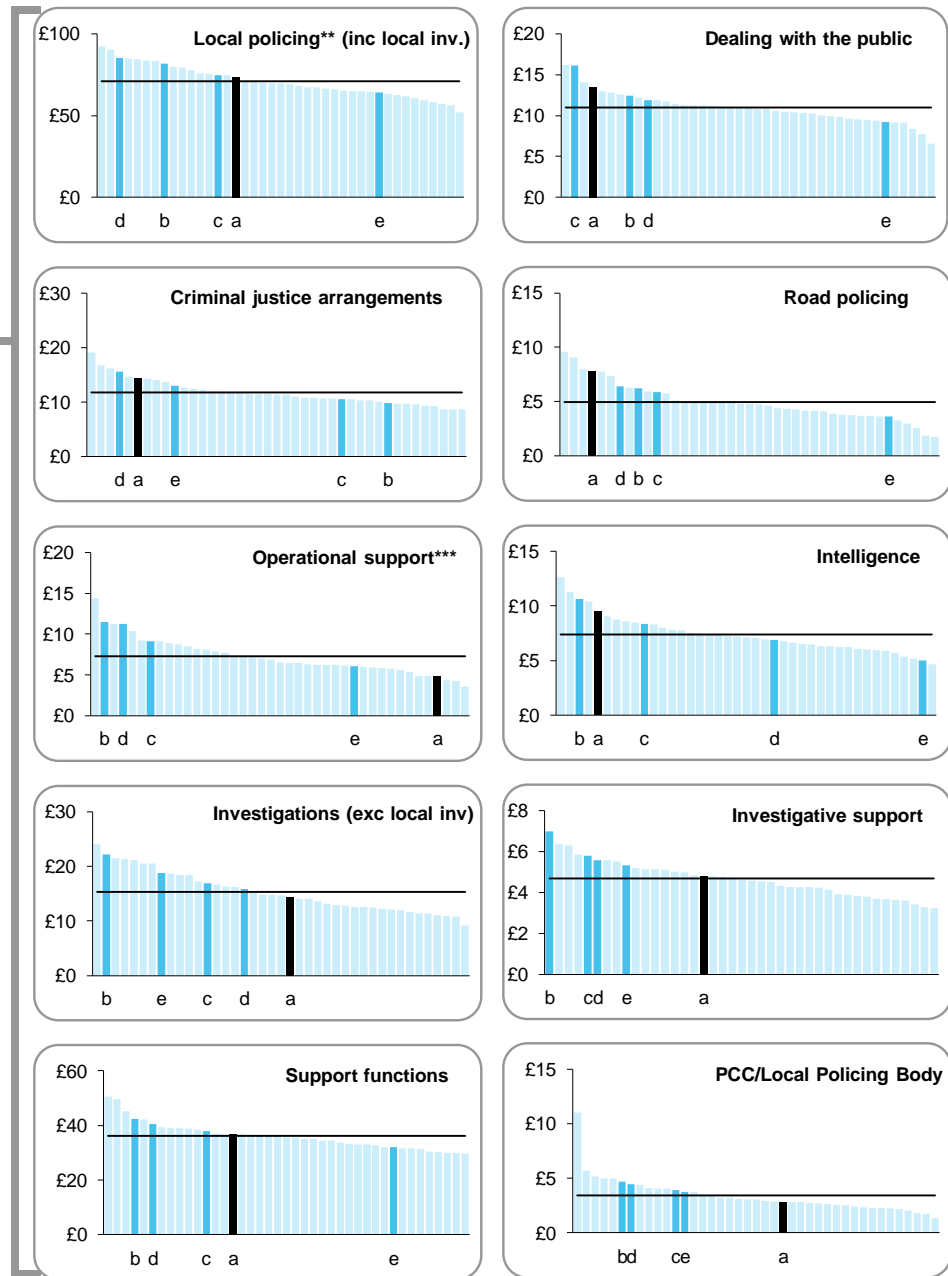 Local policing** (inc local inv.)
£100
£50
£0
d b c a e
Dealing with the public
£20
£15
£10
£5
£0
c a b d e
Criminal justice arrangements
£30
£20
£10
£0
d a e c b
Road policing
£15
£10
£5
£0
a d b c e
Operational support***
£20
£15
£10
£5
£0
b d c e a
Intelligence
£15
£10
£5
£0
b a c d e
Investigations (exc local inv)
£30
£20
£10
£0
b e c d a
Investigative support
£8
£6
£4
£2
£0
b cd e a
Support functions
£60
£40
£20
£0
b d c a e
PCC/Local Policing Body
£15
£10
£5
£0
bd ce a